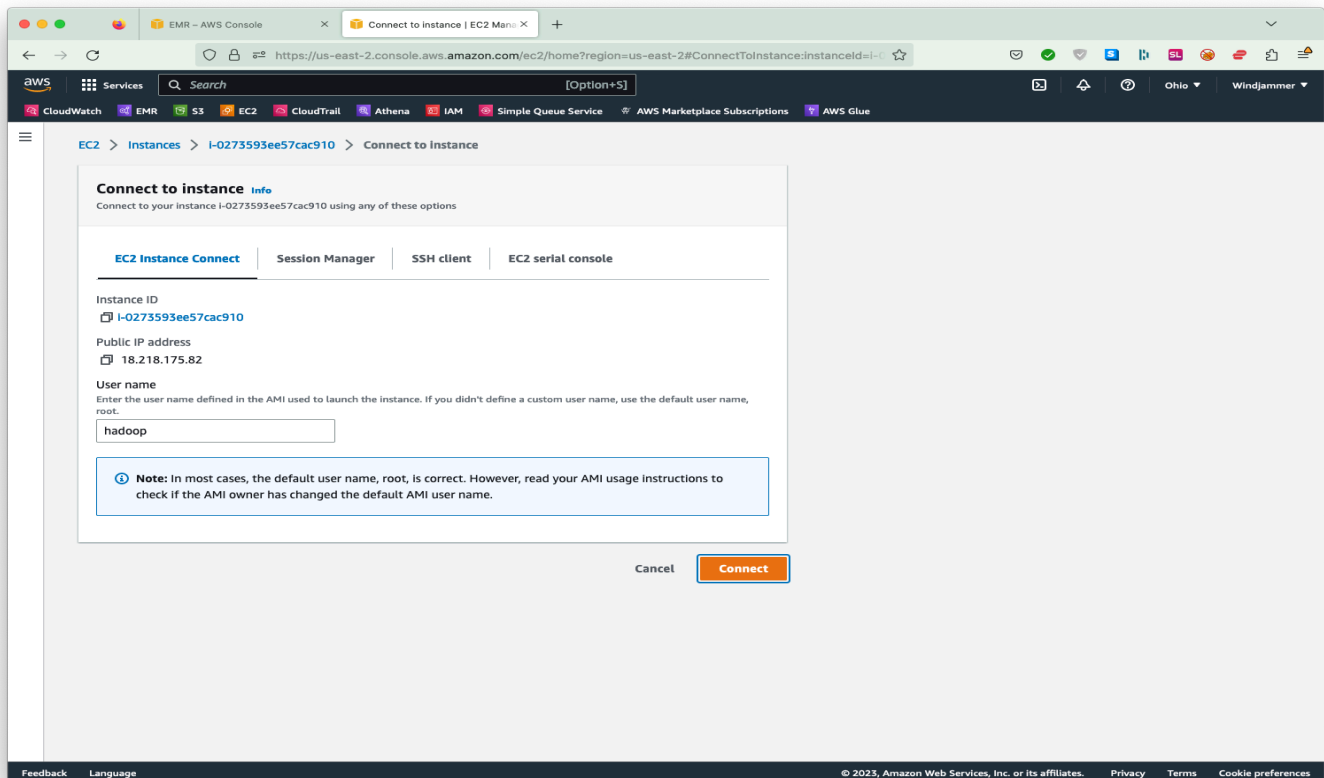 EMR – AWS Console
Connect to instance | EC2 Mana
https://us-east-2.console.aws.amazon.com/ec2/home?region=us-east-2#ConnectToInstance:instanceId=i-0
aws
Services
Search
[Option+S]
Ohio
Windjammer
CloudWatch EMR S3 EC2 CloudTrail Athena IAM Simple Queue Service AWS Marketplace Subscriptions AWS Glue
EC2 > Instances > i-0273593ee57cac910 > Connect to instance
Connect to instance Info
Connect to your instance i-0273593ee57cac910 using any of these options
EC2 Instance Connect Session Manager SSH client EC2 serial console
Instance ID
i-0273593ee57cac910
Public IP address
18.218.175.82
User name
Enter the user name defined in the AMI used to launch the instance. If you didn't define a custom user name, use the default user name,
root.
hadoop
Note: In most cases, the default user name, root, is correct. However, read your AMI usage instructions to
check if the AMI owner has changed the default AMI user name.
Cancel Connect
Feedback Language © 2023, Amazon Web Services, Inc. or its affiliates. Privacy Terms Cookie preferences